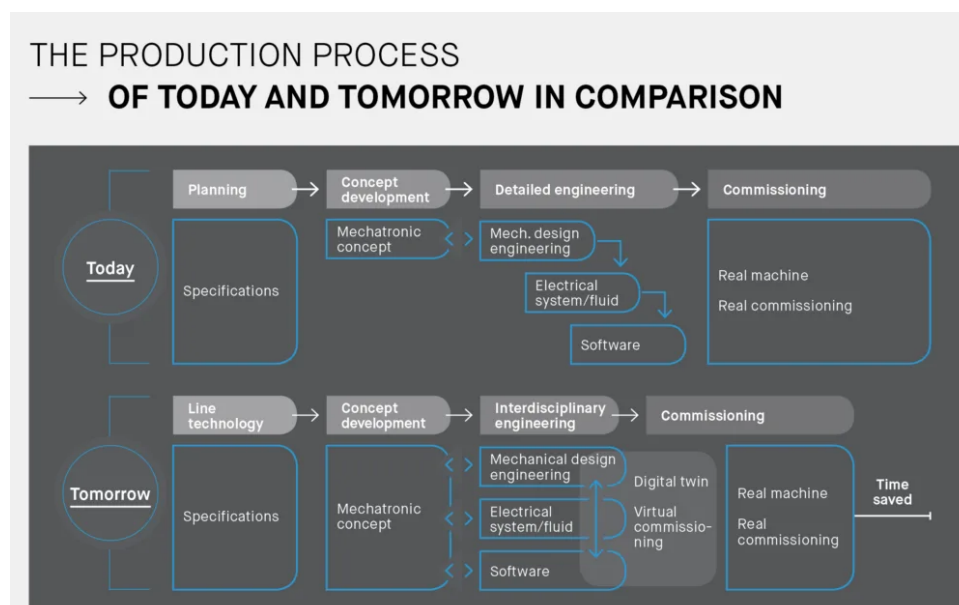 THE PRODUCTION PROCESS
OF TODAY AND TOMORROW IN COMPARISON
Planning
Concept
development
Detailed engineering
Commissioning
Today
Specifications
Mechatronic
concept
Mech. design
engineering
Electrical
system/fluid
Software
Real machine
Real commissioning
Line
technology
Concept
development
Interdisciplinary
engineering
Commissioning
Tomorrow
Specifications
Mechatronic
concept
Mechanical design
engineering
Electrical
system/fluid
Software
Digital twin
Virtual
commissio-
ning
Real machine
Real
commissioning
Time
saved